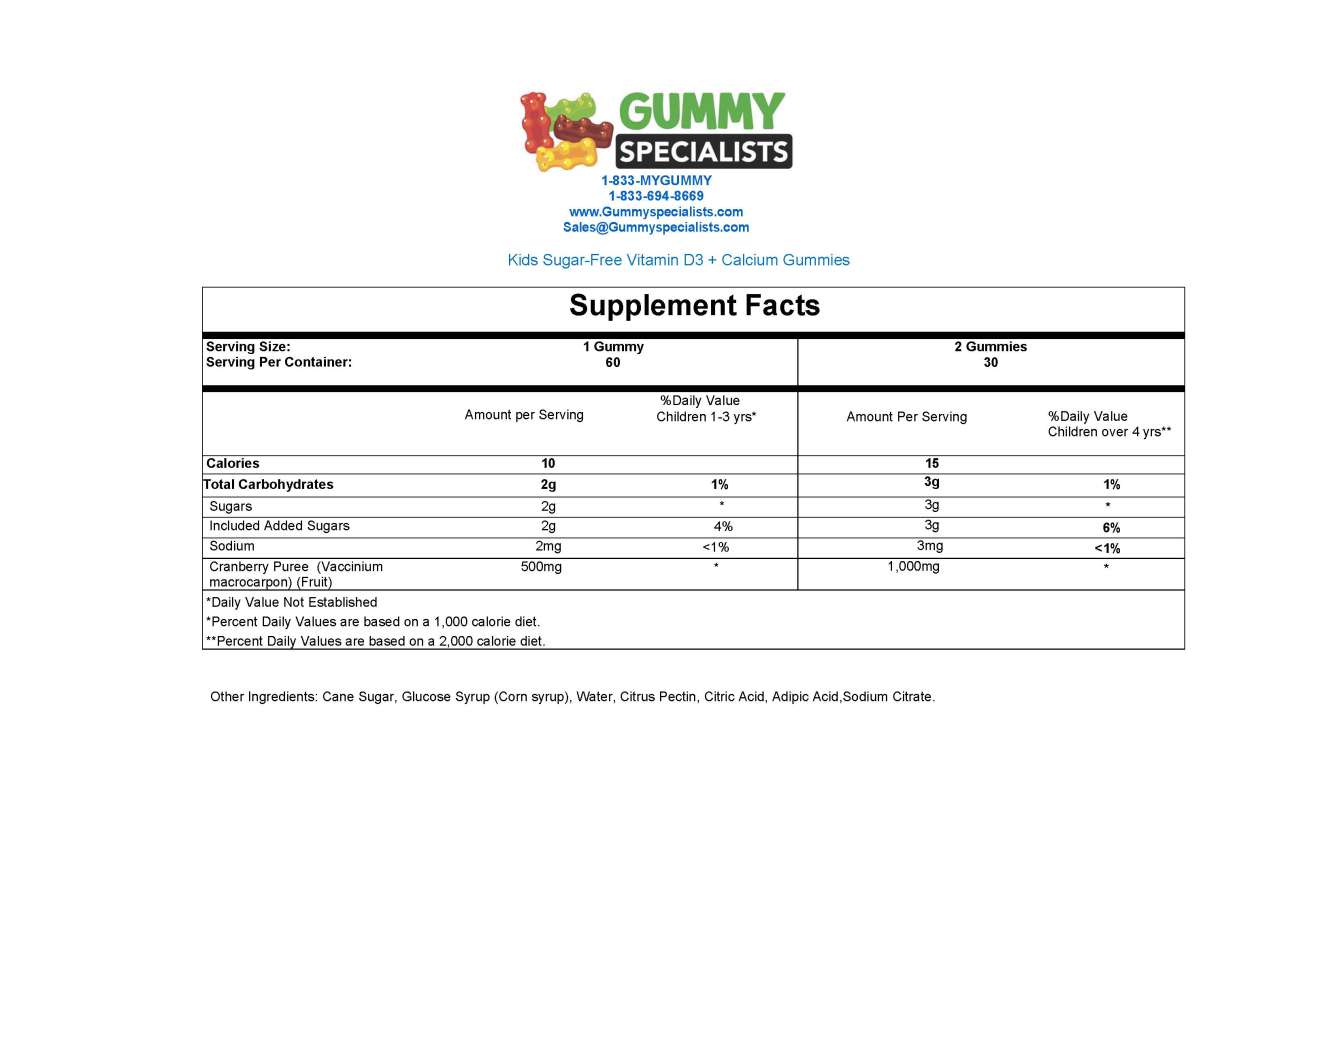 GUMMY
SPECIALISTS
1-833-MYGUMMY
1-833-694-8669
www.Gummyspecialists.com
Sales@Gummyspecialists.com
Kids Sugar-Free Vitamin D3 + Calcium Gummies
Supplement Facts
Serving Size: 1 Gummy 2 Gummies
Serving Per Container: 60 30
Amount per Serving %Daily Value Children 1-3 yrs* Amount Per Serving %Daily Value Children over 4 yrs**
Calories 10 15
Total Carbohydrates 2g 1% 3g 1%
Sugars 2g * 3g *
Included Added Sugars 2g 4% 3g 6%
Sodium 2mg <1% 3mg <1%
Cranberry Puree (Vaccinium 500mg * 1,000mg *
macrocarpon) (Fruit)
*Daily Value Not Established
*Percent Daily Values are based on a 1,000 calorie diet.
**Percent Daily Values are based on a 2,000 calorie diet.
Other Ingredients: Cane Sugar, Glucose Syrup (Corn syrup), Water, Citrus Pectin, Citric Acid, Adipic Acid,Sodium Citrate.